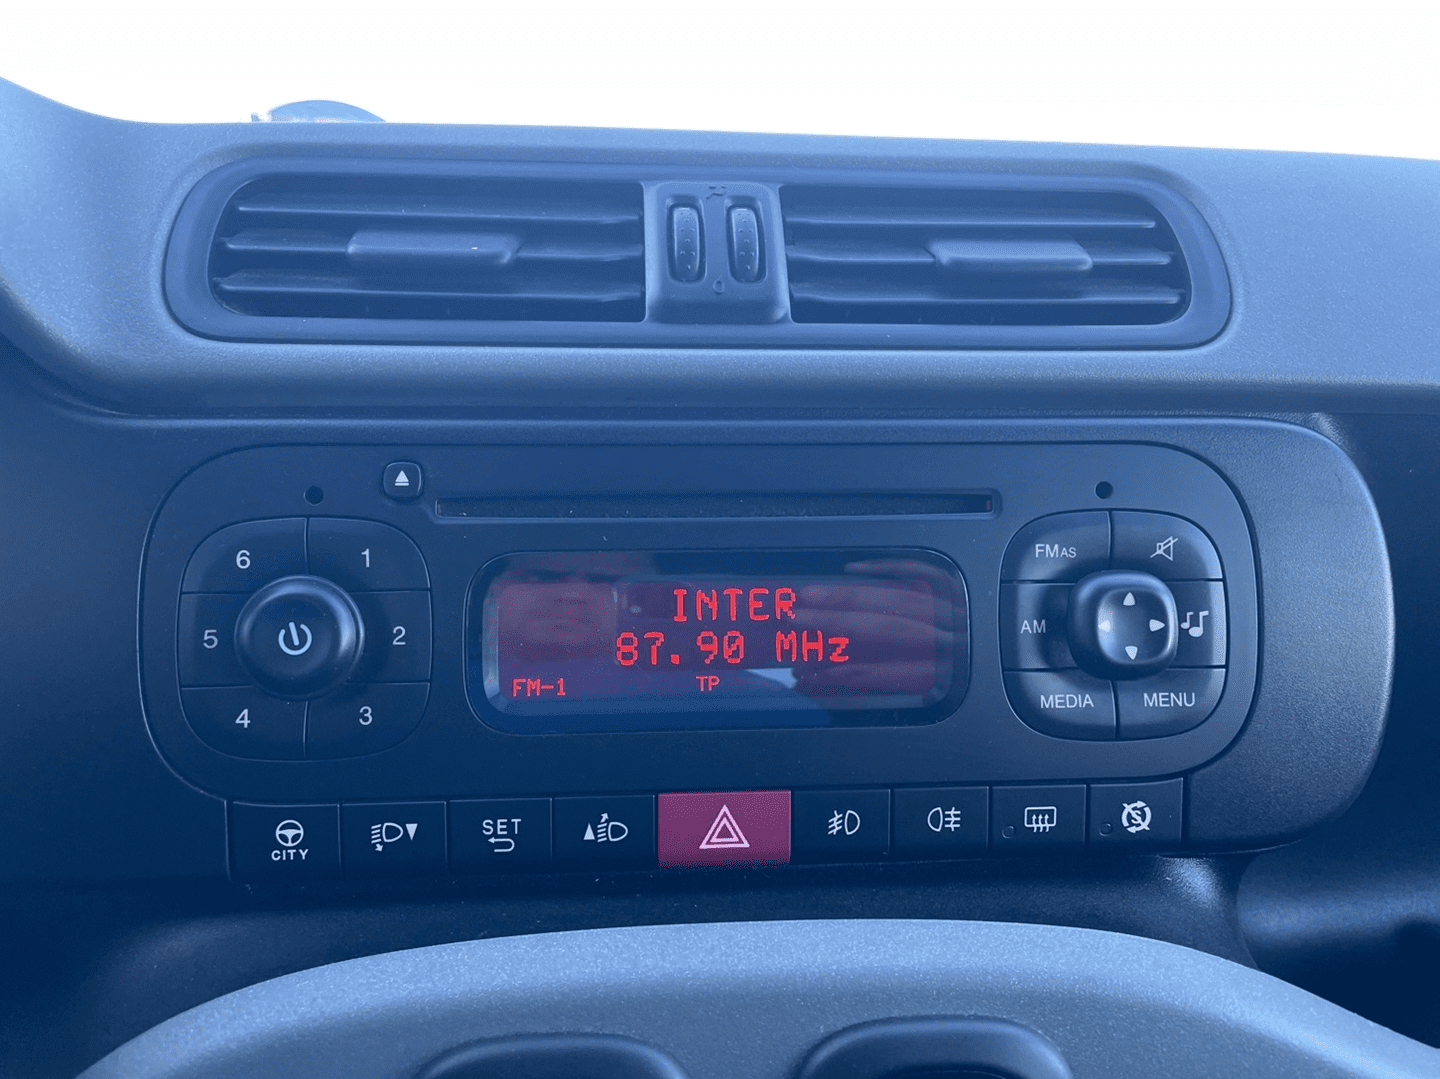 6 1
5 2
4 3
INTER
87.90 MHz
FM-1 TP
FMAS
AM
MEDIA MENU
CITY
SET
0